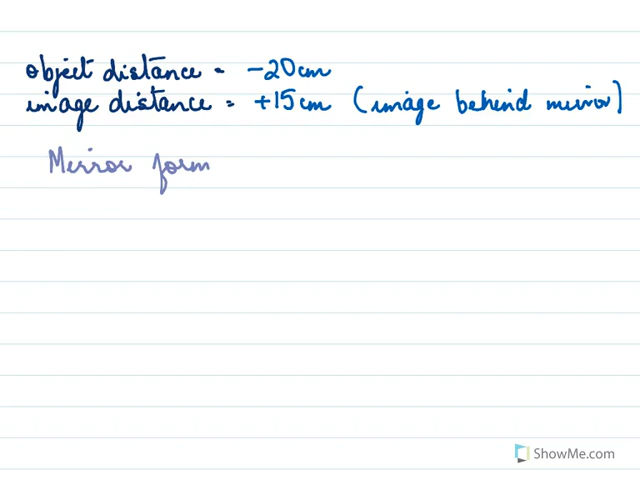 object distance = -20cm
image distance = +15cm (image behind mirror)
Mirror form
ShowMe.com